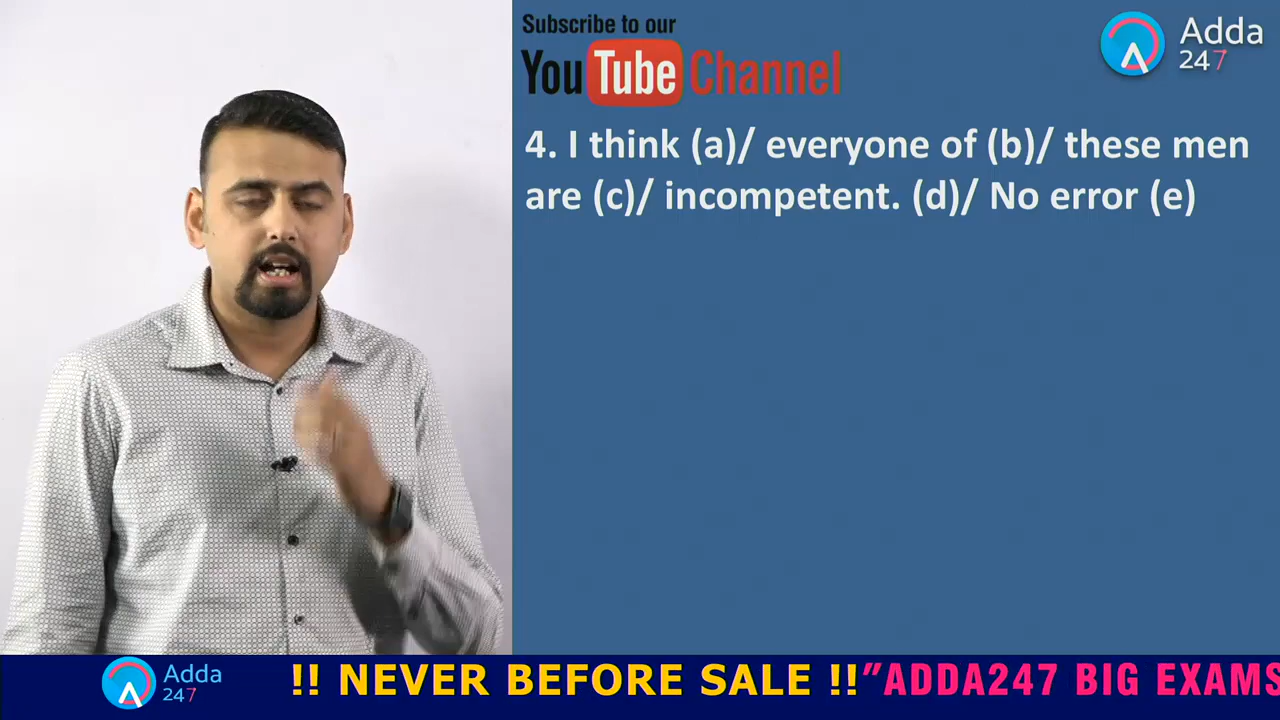 Subscribe to our
YouTube Channel
Adda
247
4. I think (a)/ everyone of (b)/ these men
are (c)/ incompetent. (d)/ No error (e)
Adda
247
!! NEVER BEFORE SALE !!"ADDA247 BIG EXAMS